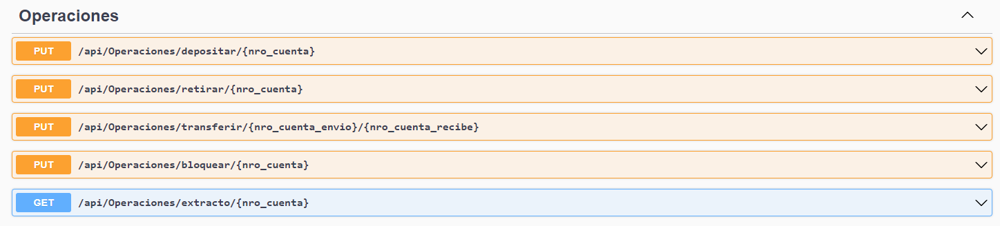 Operaciones
PUT /api/Operaciones/depositar/{nro_cuenta}
PUT /api/Operaciones/retirar/{nro_cuenta}
PUT /api/Operaciones/transferir/{nro_cuenta_envio}/{nro_cuenta_recibe}
PUT /api/Operaciones/bloquear/{nro_cuenta}
GET /api/Operaciones/extracto/{nro_cuenta}